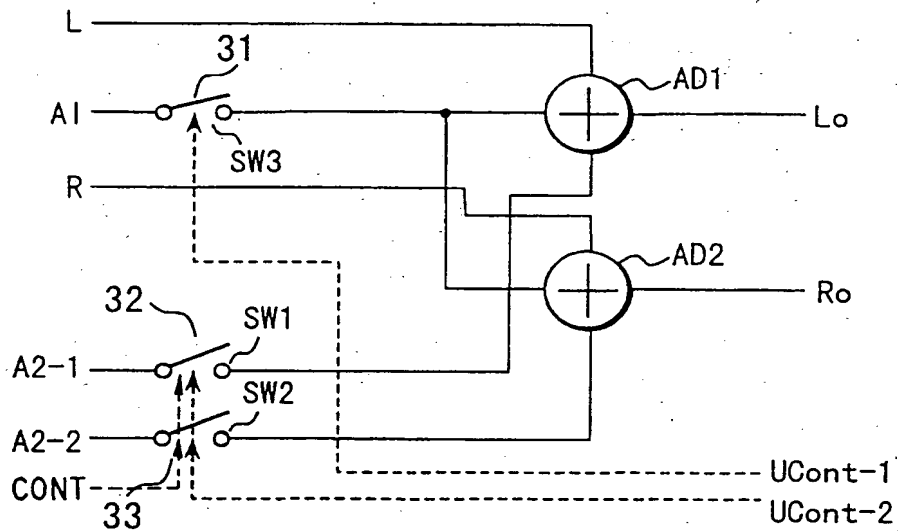 L
31
AD1
A1
Lo
SW3
R
AD2
Ro
32
SW1
A2-1
SW2
A2-2
CONT
33
UCont-1
UCont-2